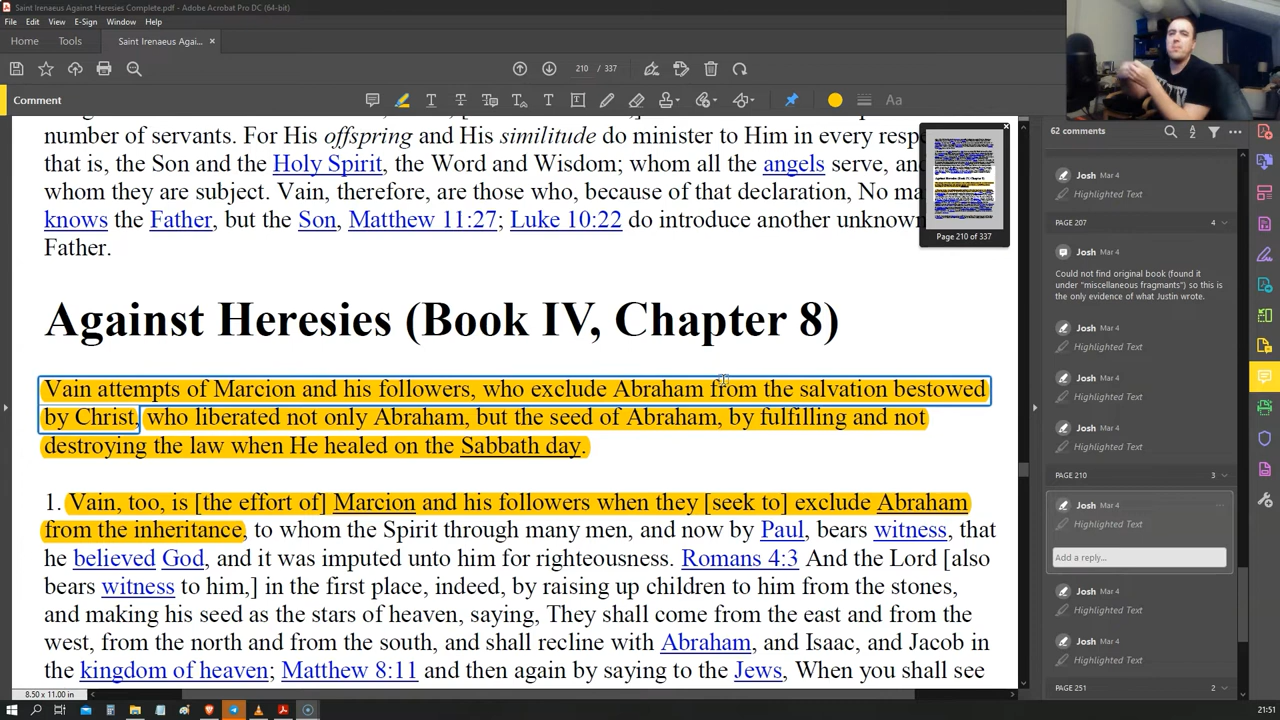 Saint Irenaeus Against Heresies Complete.pdf - Adobe Acrobat Pro DC (64-bit)
File Edit View E-Sign Window Help
Home Tools Saint Irenaeus Agai... ×
210 / 337
Comment
Aa
number of servants. For His offspring and His similitude do minister to Him in every resp
that is, the Son and the Holy Spirit, the Word and Wisdom; whom all the angels serve, and
whom they are subject. Vain, therefore, are those who, because of that declaration, No ma
knows the Father, but the Son, Matthew 11:27; Luke 10:22 do introduce another unknown
Father.
Page 210 of 337
Against Heresies (Book IV, Chapter 8)
Vain attempts of Marcion and his followers, who exclude Abraham from the salvation bestowed
by Christ, who liberated not only Abraham, but the seed of Abraham, by fulfilling and not
destroying the law when He healed on the Sabbath day.
1. Vain, too, is [the effort of] Marcion and his followers when they [seek to] exclude Abraham
from the inheritance, to whom the Spirit through many men, and now by Paul, bears witness, that
he believed God, and it was imputed unto him for righteousness. Romans 4:3 And the Lord [also
bears witness to him,] in the first place, indeed, by raising up children to him from the stones,
and making his seed as the stars of heaven, saying, They shall come from the east and from the
west, from the north and from the south, and shall recline with Abraham, and Isaac, and Jacob in
the kingdom of heaven; Matthew 8:11 and then again by saying to the Jews, When you shall see
8.50 x 11.00 in
62 comments
Josh Mar 4
Highlighted Text
PAGE 207 4
Josh Mar 4
Could not find original book (found it
under "miscellaneous fragmants") so this
is the only evidence of what Justin wrote.
Josh Mar 4
Highlighted Text
Josh Mar 4
Highlighted Text
Josh Mar 4
Highlighted Text
PAGE 210 3
Josh Mar 4
Highlighted Text
Add a reply...
Josh Mar 4
Highlighted Text
Josh Mar 4
Highlighted Text
PAGE 251 2
21:51